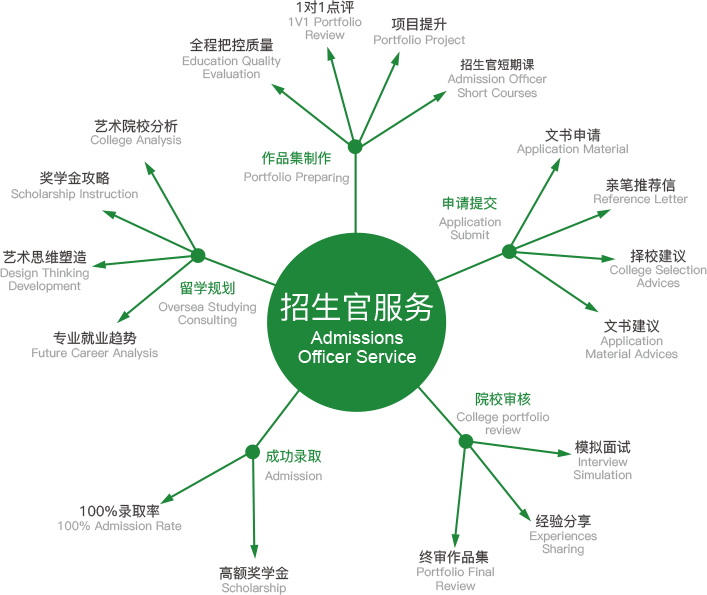 1对1点评
1V1 Portfolio
Review
项目提升
Portfolio Project
全程把控质量
Education Quality
Evaluation
招生官短期课
Admission Officer
Short Courses
作品集制作
Portfolio Preparing
艺术院校分析
College Analysis
奖学金攻略
Scholarship Instruction
艺术思维塑造
Design Thinking
Development
专业就业趋势
Future Career Analysis
留学规划
Oversea Studying
Consulting
文书申请
Application Material
亲笔推荐信
Reference Letter
择校建议
College Selection
Advices
文书建议
Application
Material Advices
申请提交
Application
Submit
招生官服务
Admissions
Officer Service
院校审核
College portfolio
review
模拟面试
Interview
Simulation
经验分享
Experiences
Sharing
终审作品集
Portfolio Final
Review
成功录取
Admission
100%录取率
100% Admission Rate
高额奖学金
Scholarship